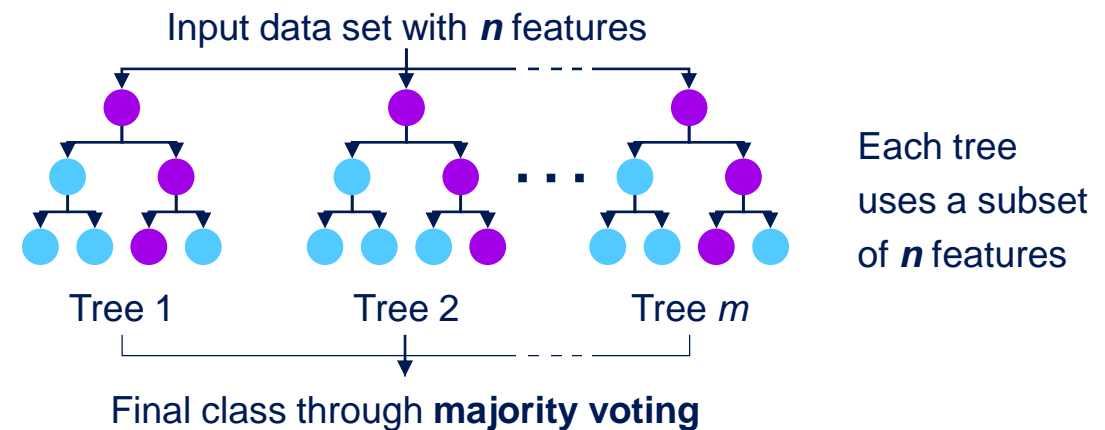 Input data set with n features
Each tree
uses a subset
of n features
...
Tree 1
Tree 2
Tree m
Final class through majority voting